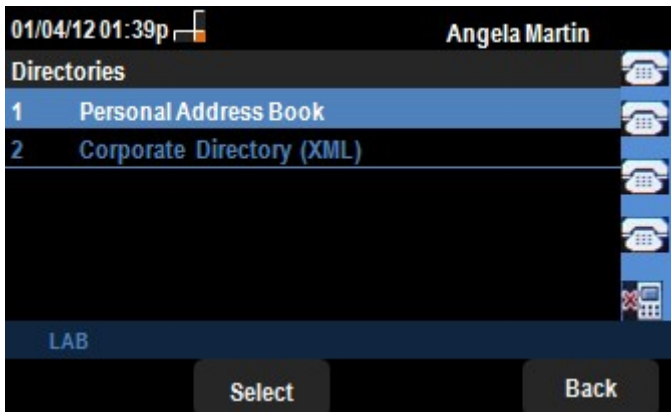 01/04/12 01:39p Angela Martin
Directories
1 Personal Address Book
2 Corporate Directory (XML)
LAB
Select Back